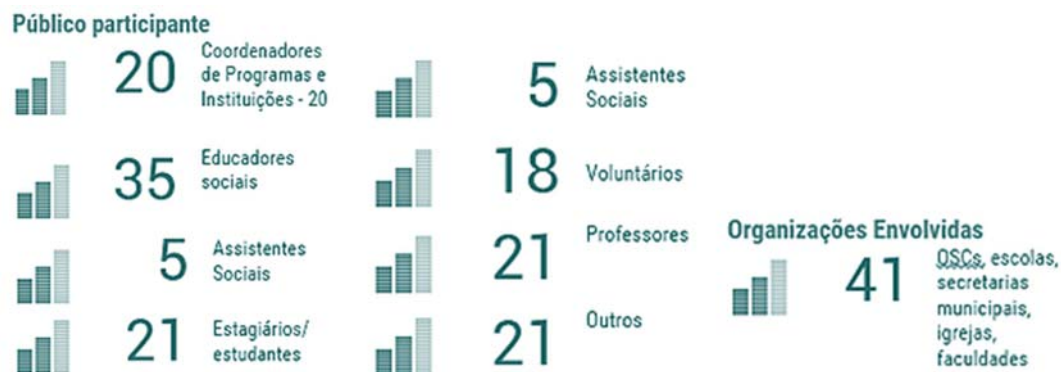 Público participante
20
Coordenadores
de Programas e
Instituições - 20
35
Educadores
sociais
5
Assistentes
Sociais
21
Estagiários/
estudantes
5
Assistentes
Sociais
18
Voluntários
21
Professores
21
Outros
Organizações Envolvidas
41
OSCs, escolas,
secretarias
municipais,
igrejas,
faculdades